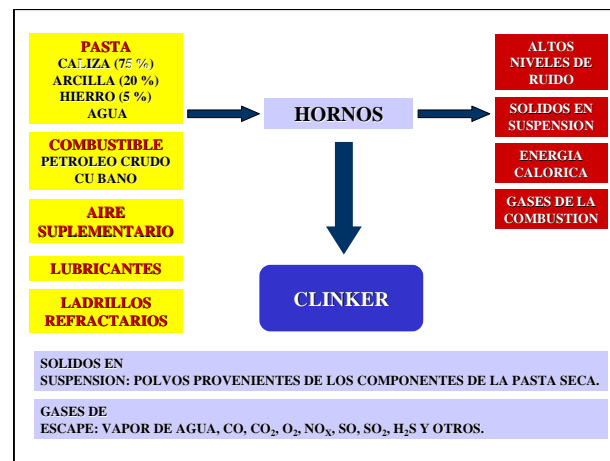 PASTA
CALIZA (75 %)
ARCILLA (20 %)
HIERRO (5 %)
AGUA
COMBUSTIBLE
PETROLEO CRUDO
CU BANO
AIRE
SUPLEMENTARIO
LUBRICANTES
LADRILLOS
REFRACTARIOS
HORNOS
CLINKER
ALTOS
NIVELES DE
RUIDO
SOLIDOS EN
SUSPENSION
ENERGIA
CALORICA
GASES DE LA
COMBUSTION
SOLIDOS EN
SUSPENSION: POLVOS PROVENIENTES DE LOS COMPONENTES DE LA PASTA SECA.
GASES DE
ESCAPE: VAPOR DE AGUA, CO, CO₂, O₂, NOₓ, SO, SO₂, H₂S Y OTROS.